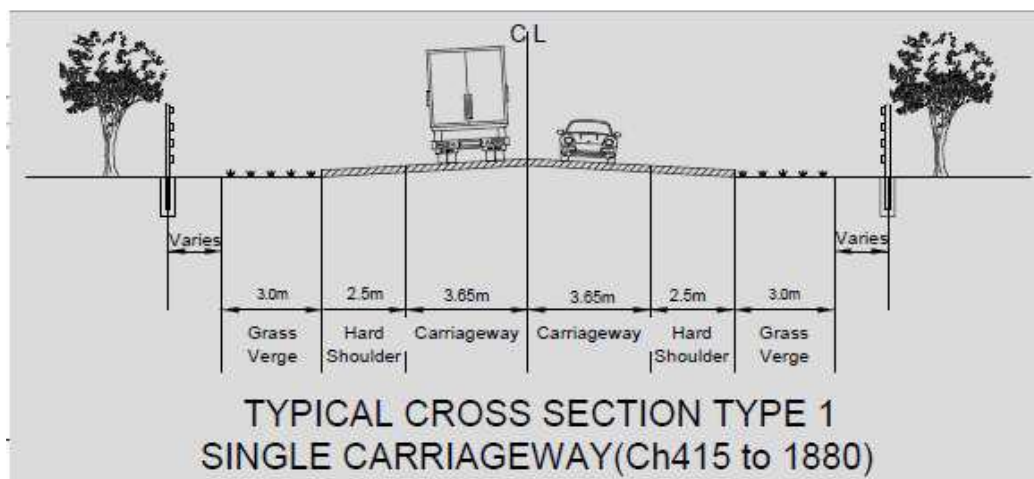 C L
Varies Varies
3.0m 2.5m 3.65m 3.65m 2.5m 3.0m
Grass Hard Carriageway Carriageway Hard Grass
Verge Shoulder Shoulder Verge
TYPICAL CROSS SECTION TYPE 1
SINGLE CARRIAGEWAY(Ch415 to 1880)